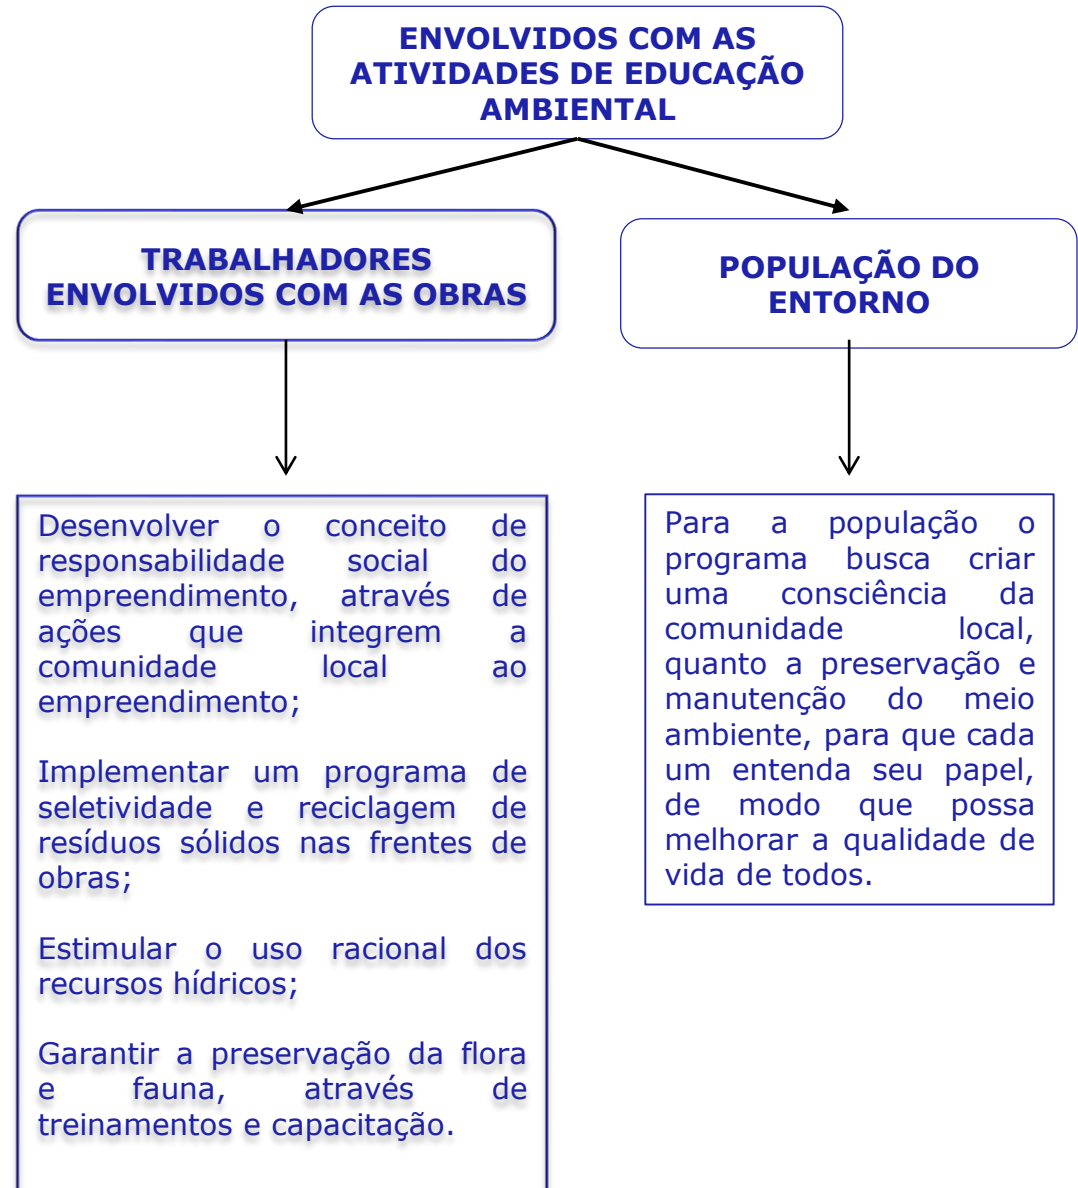 ENVOLVIDOS COM AS
ATIVIDADES DE EDUCAÇÃO
AMBIENTAL
TRABALHADORES
ENVOLVIDOS COM AS OBRAS
POPULAÇÃO DO
ENTORNO
Desenvolver o conceito de
responsabilidade social do
empreendimento, através de
ações que integrem a
comunidade local ao
empreendimento;
Implementar um programa de
seletividade e reciclagem de
resíduos sólidos nas frentes de
obras;
Estimular o uso racional dos
recursos hídricos;
Garantir a preservação da flora
e fauna, através de
treinamentos e capacitação.
Para a população o
programa busca criar
uma consciência da
comunidade local,
quanto a preservação e
manutenção do meio
ambiente, para que cada
um entenda seu papel,
de modo que possa
melhorar a qualidade de
vida de todos.